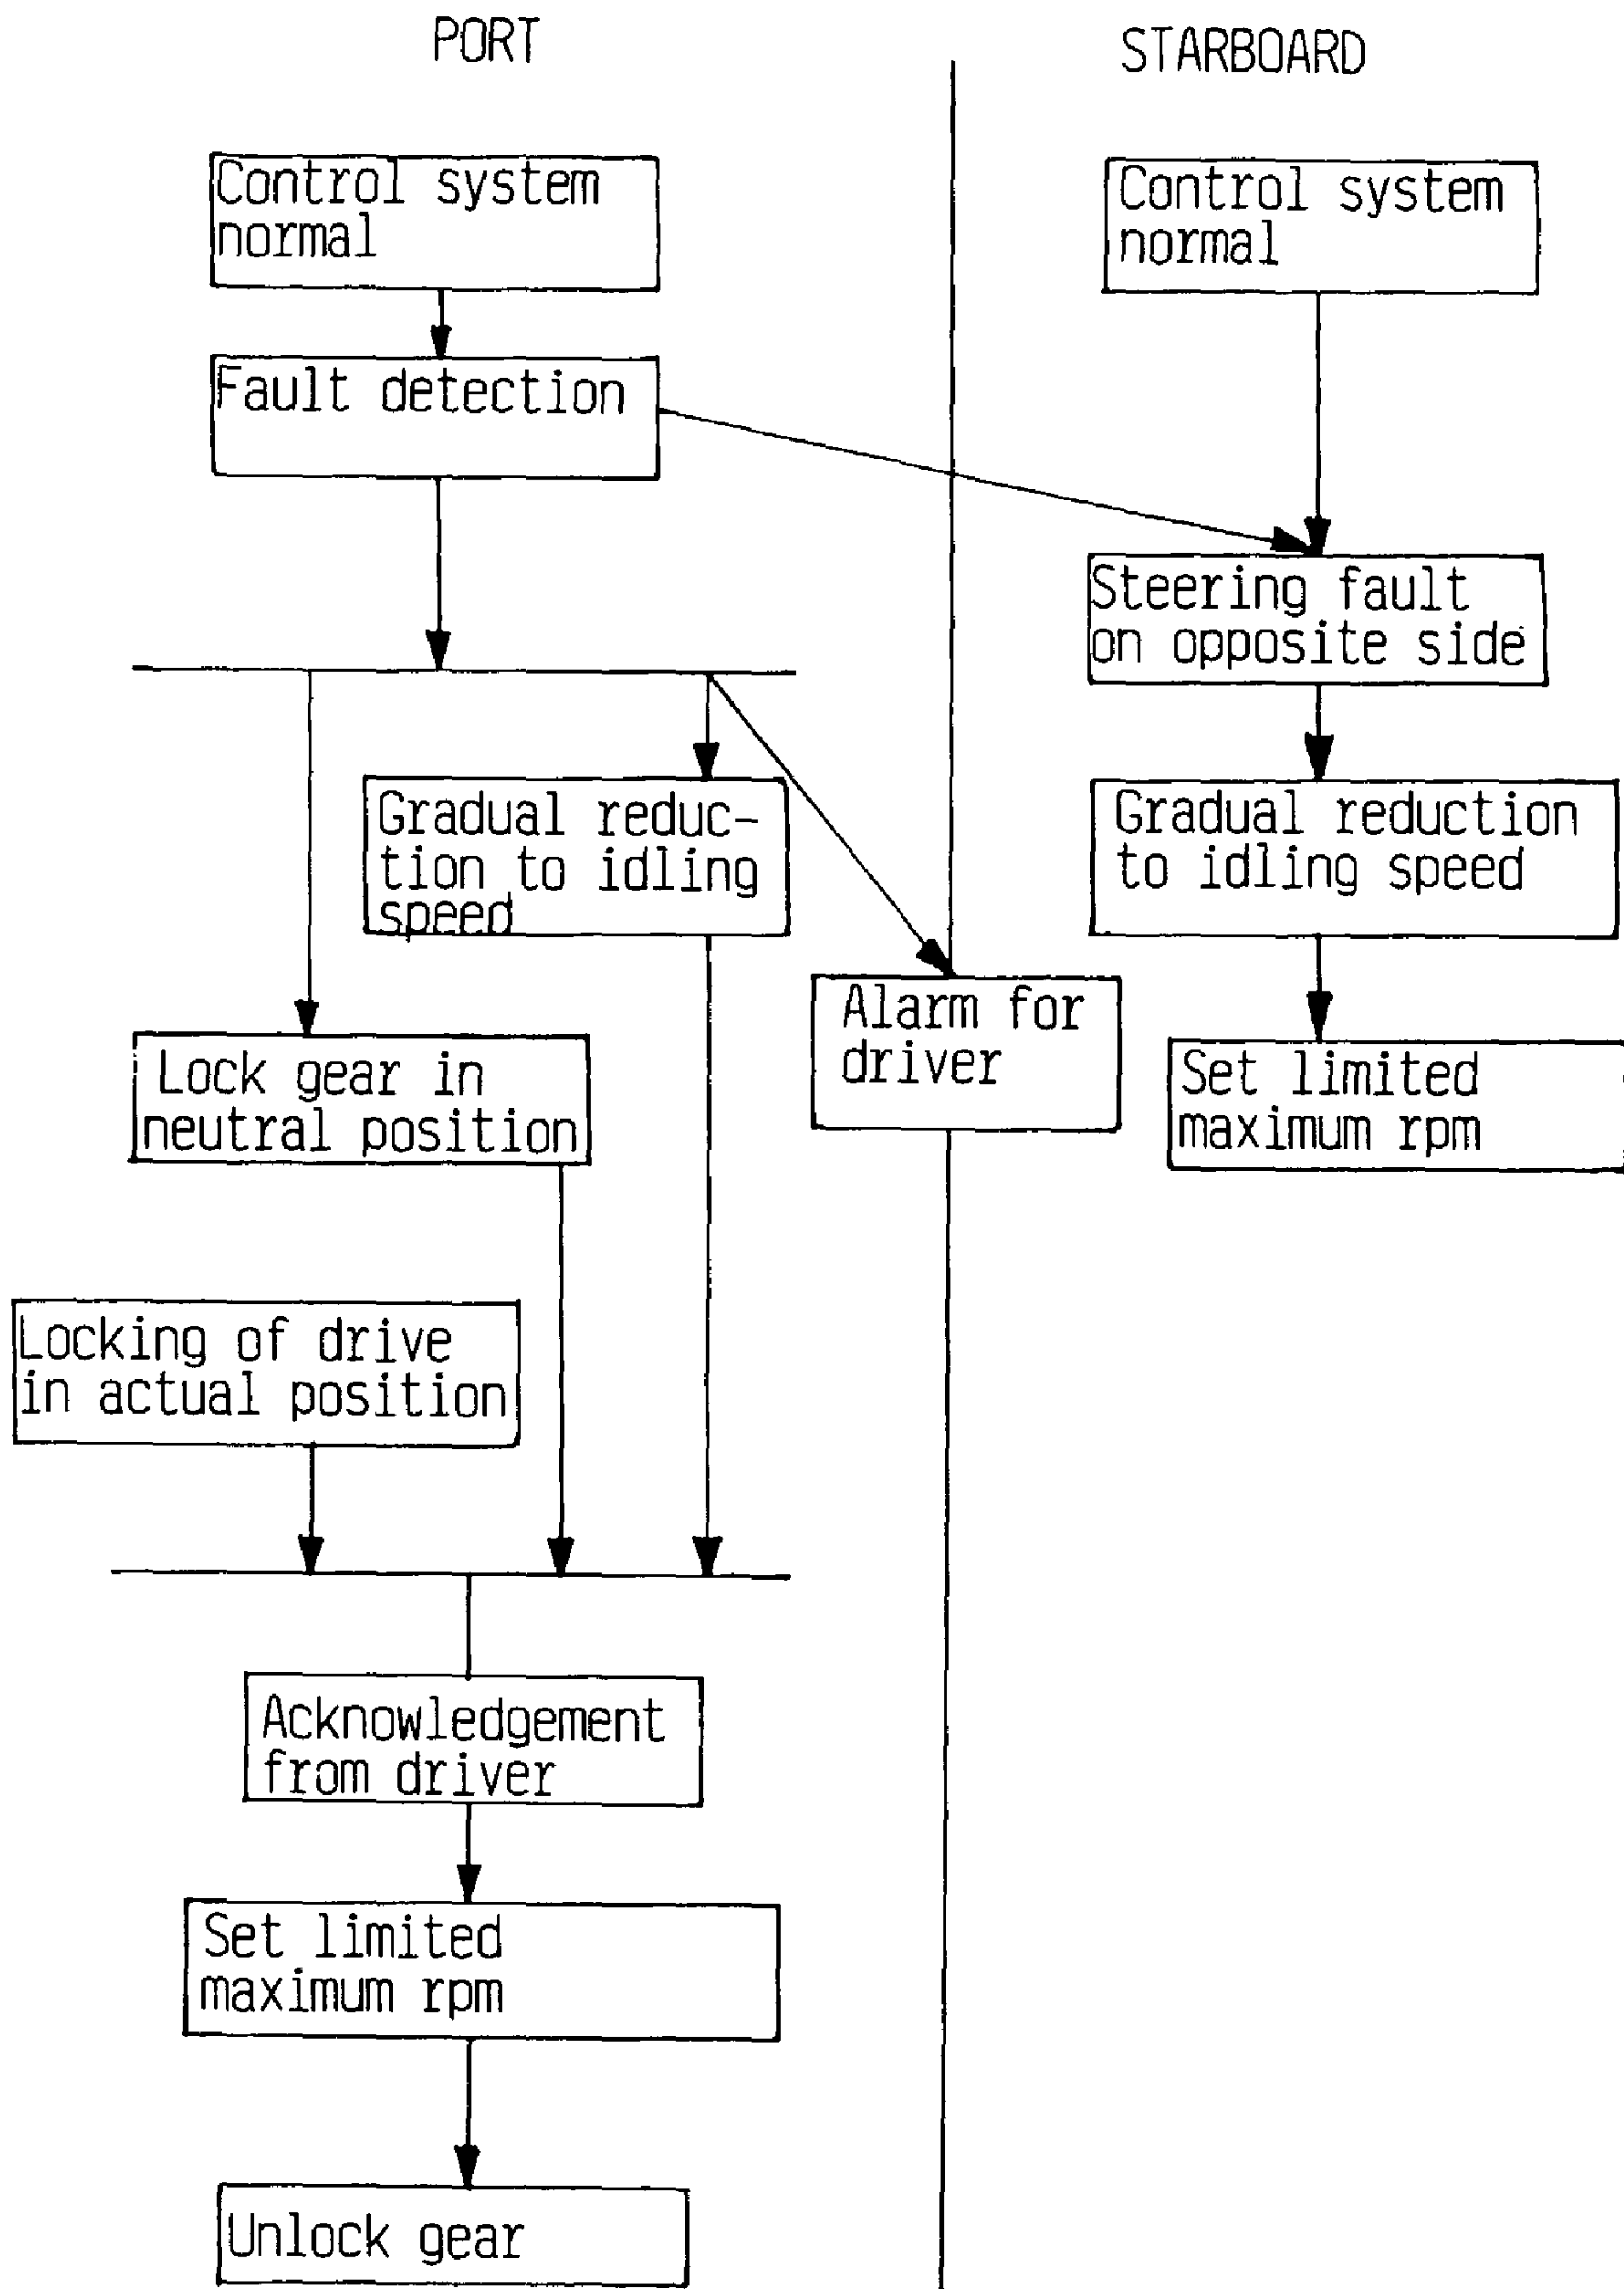 PORT
STARBOARD
Control system
normal
Control system
normal
Fault detection
Steering fault
on opposite side
Gradual reduc-
tion to idling
speed
Gradual reduction
to idling speed
Alarm for
driver
Lock gear in
neutral position
Set limited
maximum rpm
Locking of drive
in actual position
Acknowledgement
from driver
Set limited
maximum rpm
Unlock gear